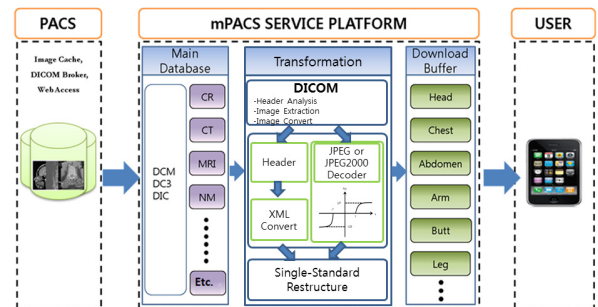 PACS
mPACS SERVICE PLATFORM
USER
Image Cache,
DICOM Broker,
Web Access
Main
Database
DCM
DC3
DIC
CR
CT
MRI
NM
Etc.
Transformation
DICOM
-Header Analysis
-Image Extraction
-Image Convert
Header
JPEG or
JPEG2000
Decoder
XML
Convert
Single-Standard
Restructure
Download
Buffer
Head
Chest
Abdomen
Arm
Butt
Leg